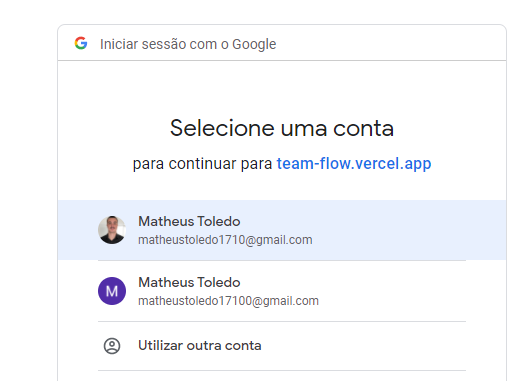 Iniciar sessão com o Google
Selecione uma conta
para continuar para team-flow.vercel.app
Matheus Toledo
matheustoledo1710@gmail.com
M
Matheus Toledo
matheustoledo17100@gmail.com
Utilizar outra conta